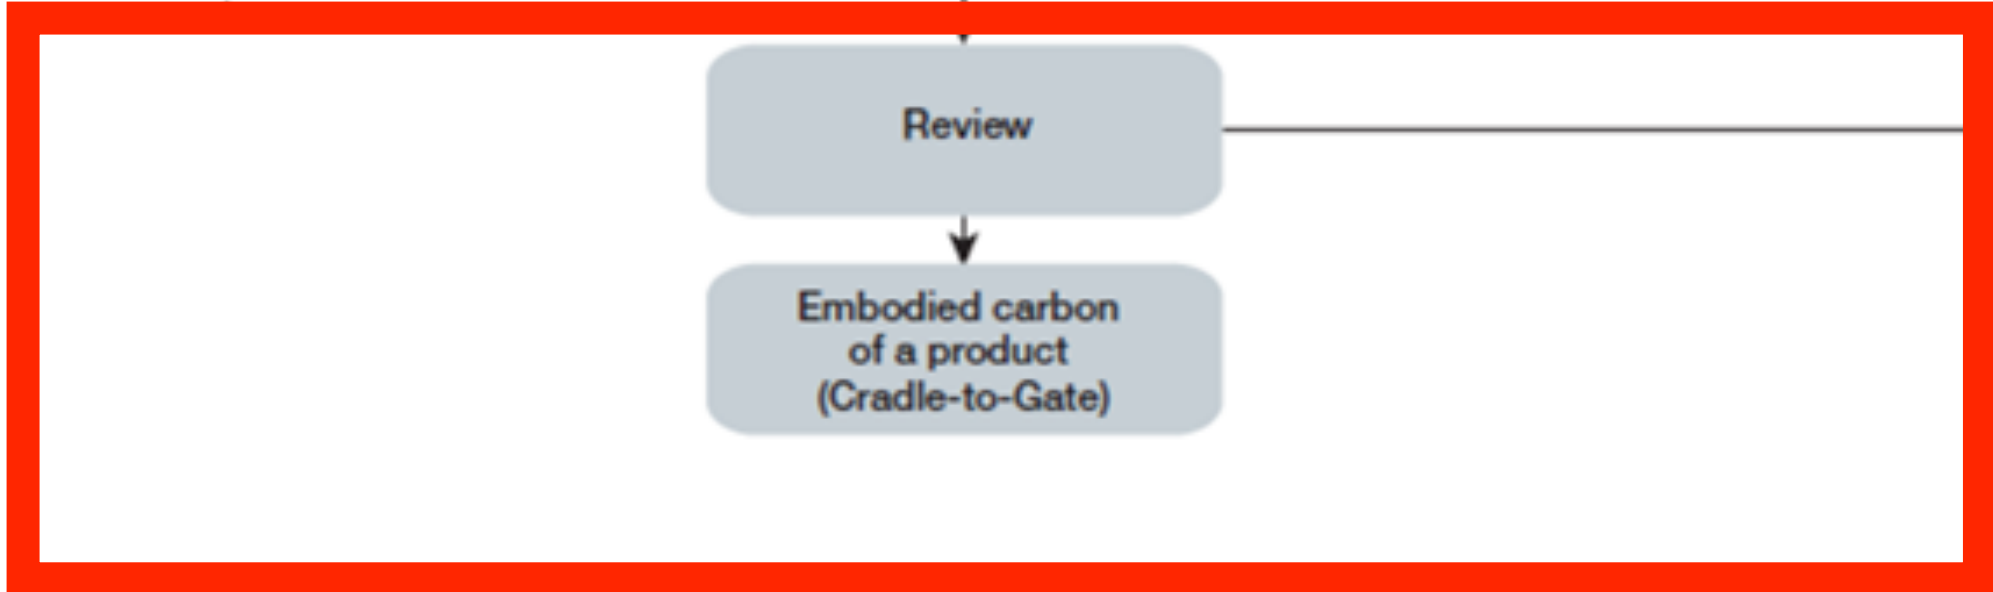 Review
Embodied carbon
of a product
(Cradle-to-Gate)